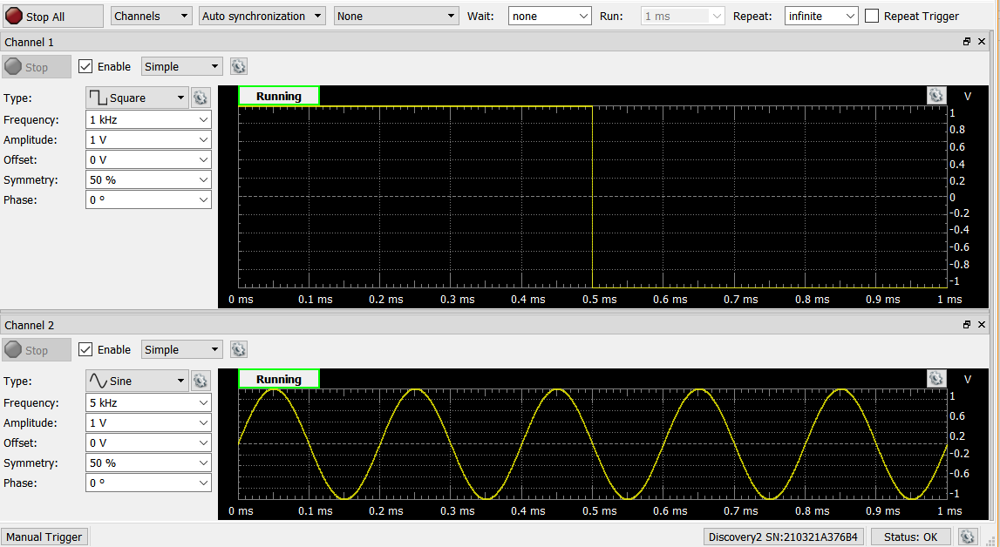 Stop All Channels Auto synchronization None Wait: none Run: 1 ms Repeat: infinite Repeat Trigger
Channel 1
Stop Enable Simple
Type: Square
Frequency: 1 kHz
Amplitude: 1 V
Offset: 0 V
Symmetry: 50 %
Phase: 0 º
Running V
1
0.8
0.6
0.4
0.2
0
-0.2
-0.4
-0.6
-0.8
-1
0 ms 0.1 ms 0.2 ms 0.3 ms 0.4 ms 0.5 ms 0.6 ms 0.7 ms 0.8 ms 0.9 ms 1 ms
Channel 2
Stop Enable Simple
Type: Sine
Frequency: 5 kHz
Amplitude: 1 V
Offset: 0 V
Symmetry: 50 %
Phase: 0 º
Running V
1
0.6
0.2
-0.2
-0.6
-1
0 ms 0.1 ms 0.2 ms 0.3 ms 0.4 ms 0.5 ms 0.6 ms 0.7 ms 0.8 ms 0.9 ms 1 ms
Manual Trigger Discovery2 SN:210321A376B4 Status: OK